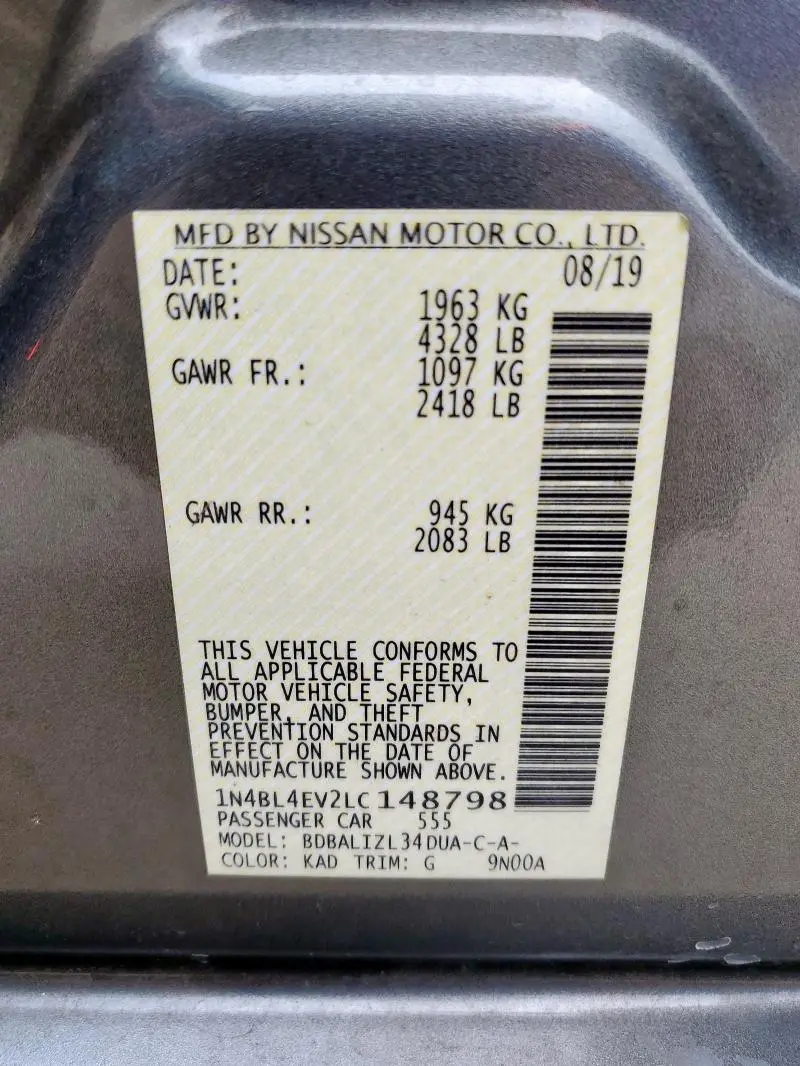 MFD BY NISSAN MOTOR CO., LTD.
DATE: 08/19
GVWR: 1963 KG
4328 LB
GAWR FR.: 1097 KG
2418 LB
GAWR RR.: 945 KG
2083 LB
THIS VEHICLE CONFORMS TO
ALL APPLICABLE FEDERAL
MOTOR VEHICLE SAFETY,
BUMPER, AND THEFT
PREVENTION STANDARDS IN
EFFECT ON THE DATE OF
MANUFACTURE SHOWN ABOVE.
1N4BL4EV2LC148798
PASSENGER CAR 555
MODEL: BDBALIZL34DUA-C-A-
COLOR: KAD TRIM: G 9N00A